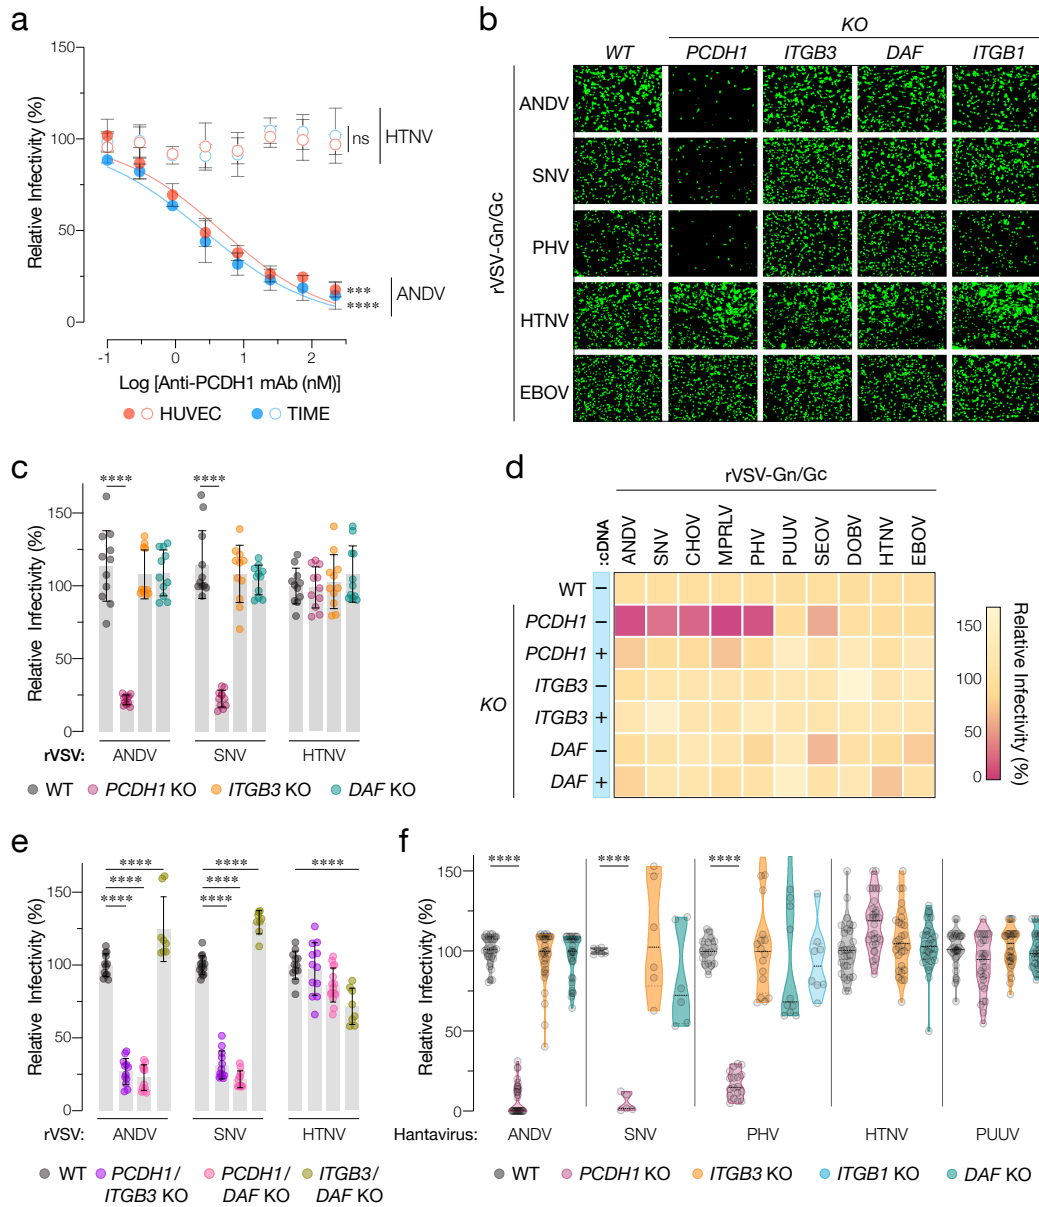 a
150
100
50
0
Relative Infectivity (%)
ns
HTNV
***
****
ANDV
-1
0
1
2
Log [Anti-PCDH1 mAb (nM)]
HUVEC
TIME
b
KO
WT
PCDH1
ITGB3
DAF
ITGB1
rVSV-Gn/Gc
ANDV
SNV
PHV
HTNV
EBOV
c
****
****
150
100
50
0
Relative Infectivity (%)
rVSV:
ANDV
SNV
HTNV
WT
PCDH1 KO
ITGB3 KO
DAF KO
d
rVSV-Gn/Gc
:cDNA
ANDV
SNV
CHOV
MPRLV
PHV
PUUV
SEOV
DOBV
HTNV
EBOV
WT
−
KO
PCDH1
−
PCDH1
+
ITGB3
−
ITGB3
+
DAF
−
DAF
+
150
100
50
0
Relative Infectivity (%)
e
****
****
****
****
****
****
****
150
100
50
0
Relative Infectivity (%)
rVSV:
ANDV
SNV
HTNV
WT
PCDH1/
ITGB3 KO
PCDH1/
DAF KO
ITGB3/
DAF KO
f
****
****
****
150
100
50
0
Relative Infectivity (%)
Hantavirus:
ANDV
SNV
PHV
HTNV
PUUV
WT
PCDH1 KO
ITGB3 KO
ITGB1 KO
DAF KO